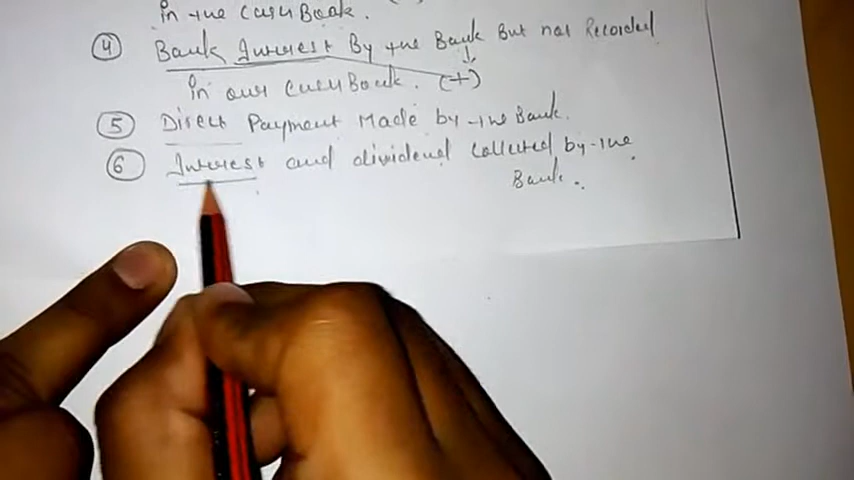 in the Cash Book.
④ Bank Interest By the Bank But not Recorded
in our Cash Book. (+)
⑤ Direct Payment Made by the Bank.
⑥ Interest and dividend Collected by the
Bank.